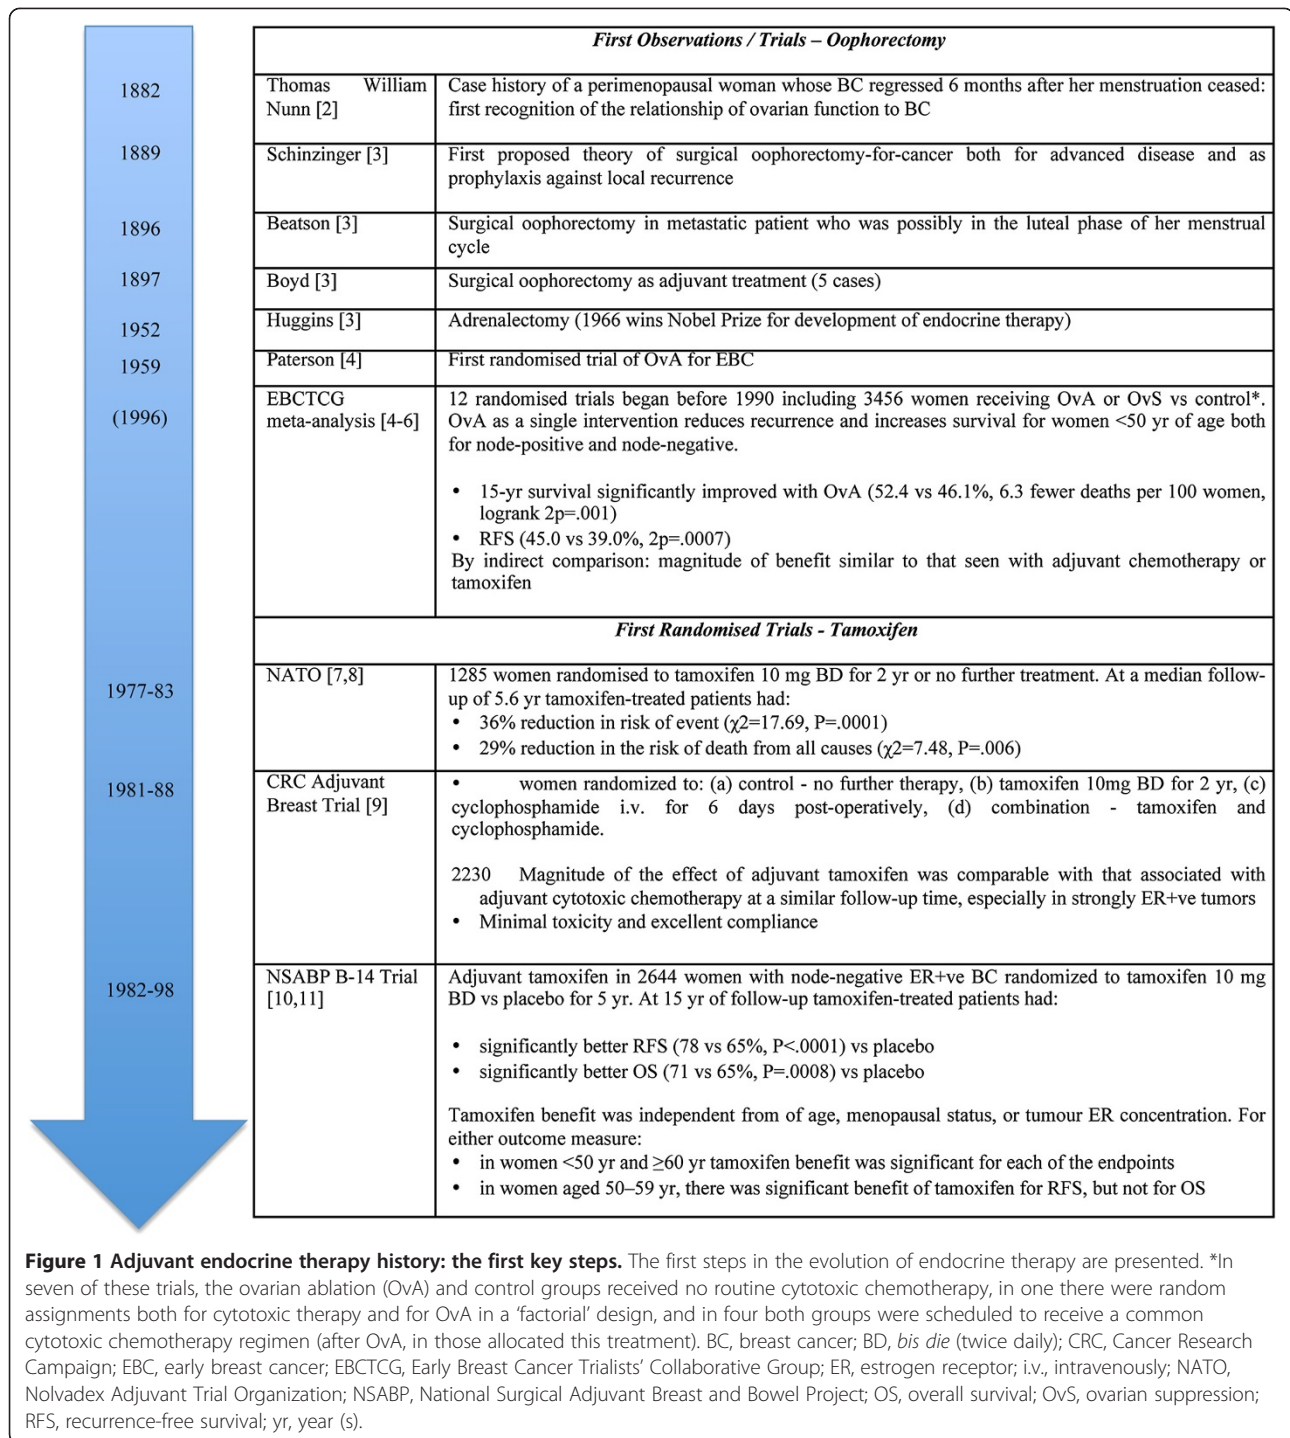 First Observations / Trials – Oophorectomy
1882
Thomas William
Nunn [2]
Case history of a perimenopausal woman whose BC regressed 6 months after her menstruation ceased:
first recognition of the relationship of ovarian function to BC
1889
Schinzinger [3]
First proposed theory of surgical oophorectomy-for-cancer both for advanced disease and as
prophylaxis against local recurrence
1896
Beatson [3]
Surgical oophorectomy in metastatic patient who was possibly in the luteal phase of her menstrual
cycle
1897
Boyd [3]
Surgical oophorectomy as adjuvant treatment (5 cases)
1952
Huggins [3]
Adrenalectomy (1966 wins Nobel Prize for development of endocrine therapy)
1959
Paterson [4]
First randomised trial of OvA for EBC
(1996)
EBCTCG
meta-analysis [4-6]
12 randomised trials began before 1990 including 3456 women receiving OvA or OvS vs control*.
OvA as a single intervention reduces recurrence and increases survival for women <50 yr of age both
for node-positive and node-negative.
• 15-yr survival significantly improved with OvA (52.4 vs 46.1%, 6.3 fewer deaths per 100 women,
logrank 2p=.001)
• RFS (45.0 vs 39.0%, 2p=.0007)
By indirect comparison: magnitude of benefit similar to that seen with adjuvant chemotherapy or
tamoxifen
First Randomised Trials - Tamoxifen
1977-83
NATO [7,8]
1285 women randomised to tamoxifen 10 mg BD for 2 yr or no further treatment. At a median follow-
up of 5.6 yr tamoxifen-treated patients had:
• 36% reduction in risk of event (χ2=17.69, P=.0001)
• 29% reduction in the risk of death from all causes (χ2=7.48, P=.006)
1981-88
CRC Adjuvant
Breast Trial [9]
• women randomized to: (a) control - no further therapy, (b) tamoxifen 10mg BD for 2 yr, (c)
cyclophosphamide i.v. for 6 days post-operatively, (d) combination - tamoxifen and
cyclophosphamide.
2230 Magnitude of the effect of adjuvant tamoxifen was comparable with that associated with
adjuvant cytotoxic chemotherapy at a similar follow-up time, especially in strongly ER+ve tumors
• Minimal toxicity and excellent compliance
1982-98
NSABP B-14 Trial
[10,11]
Adjuvant tamoxifen in 2644 women with node-negative ER+ve BC randomized to tamoxifen 10 mg
BD vs placebo for 5 yr. At 15 yr of follow-up tamoxifen-treated patients had:
• significantly better RFS (78 vs 65%, P<.0001) vs placebo
• significantly better OS (71 vs 65%, P=.0008) vs placebo
Tamoxifen benefit was independent from of age, menopausal status, or tumour ER concentration. For
either outcome measure:
• in women <50 yr and ≥60 yr tamoxifen benefit was significant for each of the endpoints
• in women aged 50–59 yr, there was significant benefit of tamoxifen for RFS, but not for OS
Figure 1 Adjuvant endocrine therapy history: the first key steps. The first steps in the evolution of endocrine therapy are presented. *In
seven of these trials, the ovarian ablation (OvA) and control groups received no routine cytotoxic chemotherapy, in one there were random
assignments both for cytotoxic therapy and for OvA in a ‘factorial’ design, and in four both groups were scheduled to receive a common
cytotoxic chemotherapy regimen (after OvA, in those allocated this treatment). BC, breast cancer; BD, bis die (twice daily); CRC, Cancer Research
Campaign; EBC, early breast cancer; EBCTCG, Early Breast Cancer Trialists’ Collaborative Group; ER, estrogen receptor; i.v., intravenously; NATO,
Nolvadex Adjuvant Trial Organization; NSABP, National Surgical Adjuvant Breast and Bowel Project; OS, overall survival; OvS, ovarian suppression;
RFS, recurrence-free survival; yr, year (s).